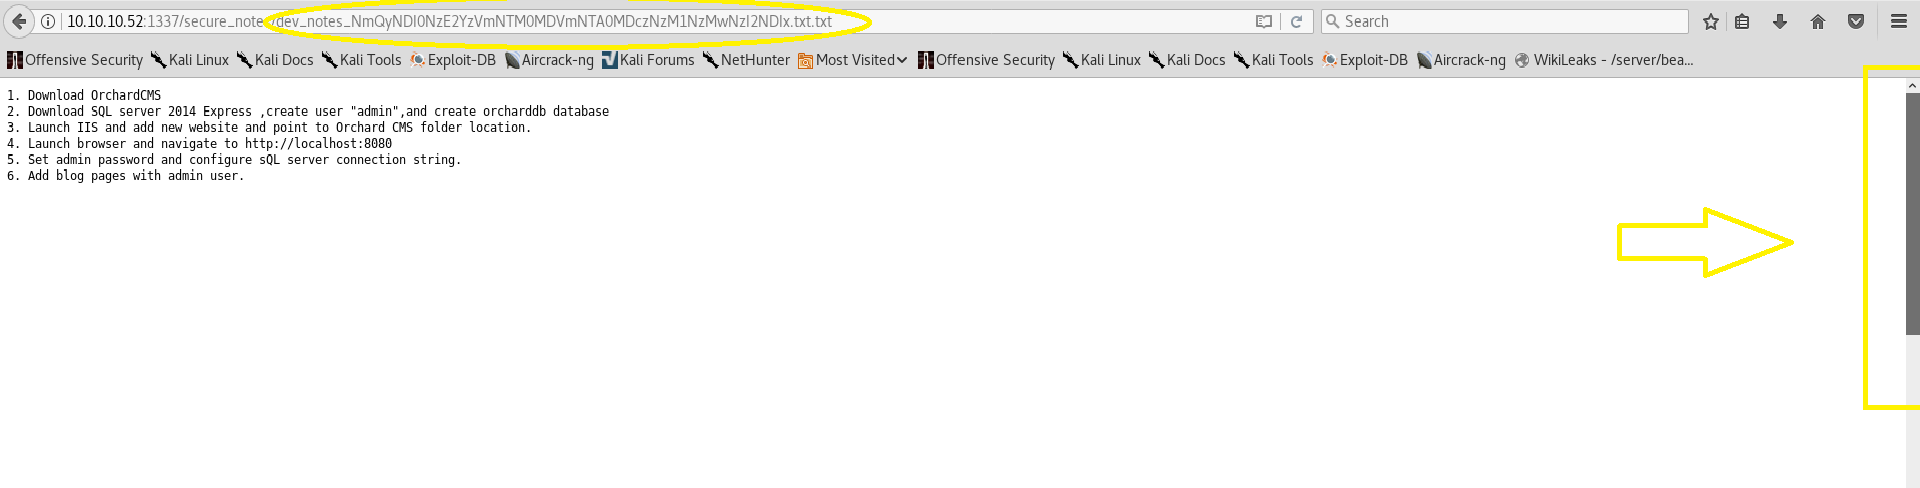 10.10.10.52:1337/secure_notes/dev_notes_NmQyNDI0NzE2YzVmNTM0MDVmNTA0MDczNzM1NzMwNzI2NDIx.txt.txt
Search
Offensive Security Kali Linux Kali Docs Kali Tools Exploit-DB Aircrack-ng Kali Forums NetHunter Most Visited Offensive Security Kali Linux Kali Docs Kali Tools Exploit-DB Aircrack-ng WikiLeaks - /server/bea...
1. Download OrchardCMS
2. Download SQL server 2014 Express ,create user "admin",and create orcharddb database
3. Launch IIS and add new website and point to Orchard CMS folder location.
4. Launch browser and navigate to http://localhost:8080
5. Set admin password and configure sQL server connection string.
6. Add blog pages with admin user.